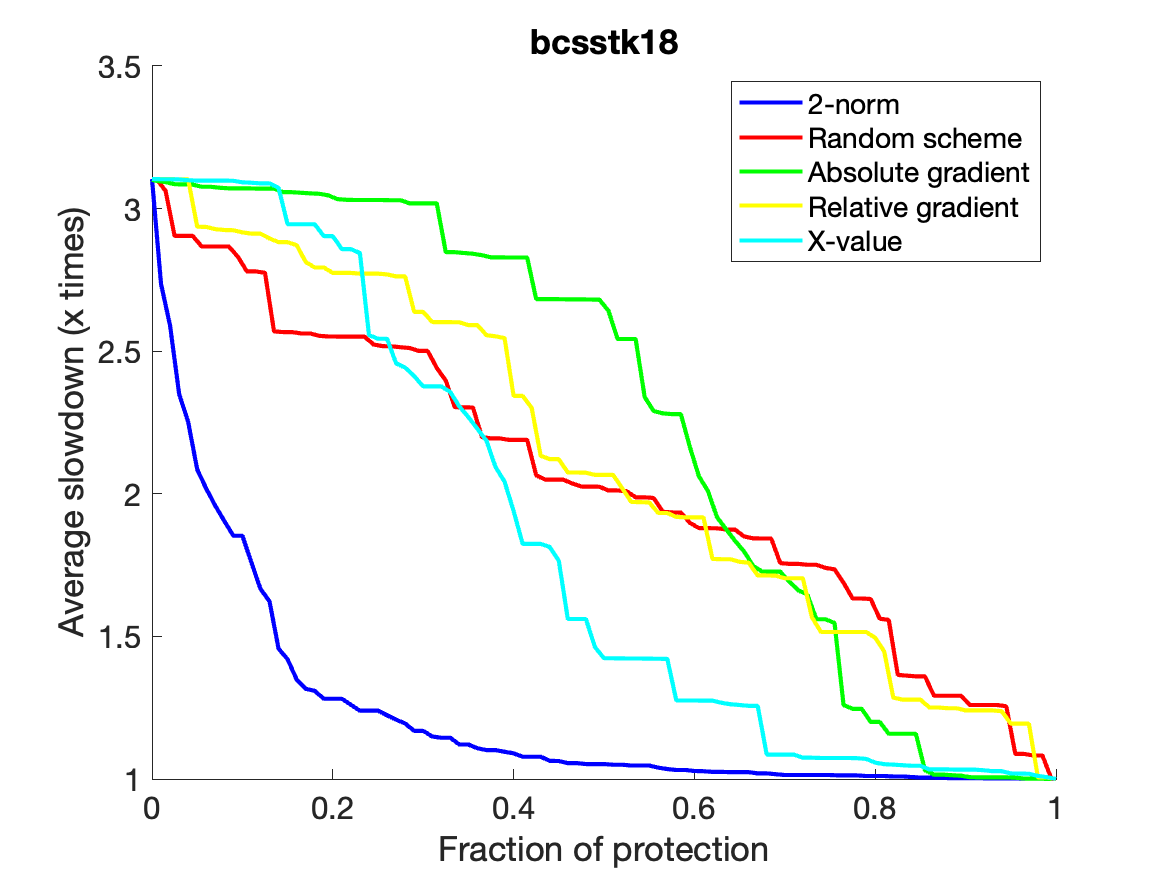 bcsstk18
3.5
3
2.5
2
1.5
1
Average slowdown (x times)
2-norm
Random scheme
Absolute gradient
Relative gradient
X-value
0
0.2
0.4
0.6
0.8
1
Fraction of protection